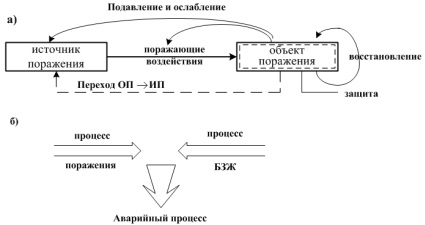 Подавление и ослабление
а)
источник
поражения
поражающие
воздействия
объект
поражения
восстановление
Переход ОП →ИП
защита
б)
процесс
поражения
процесс
БЗЖ
Аварийный процесс